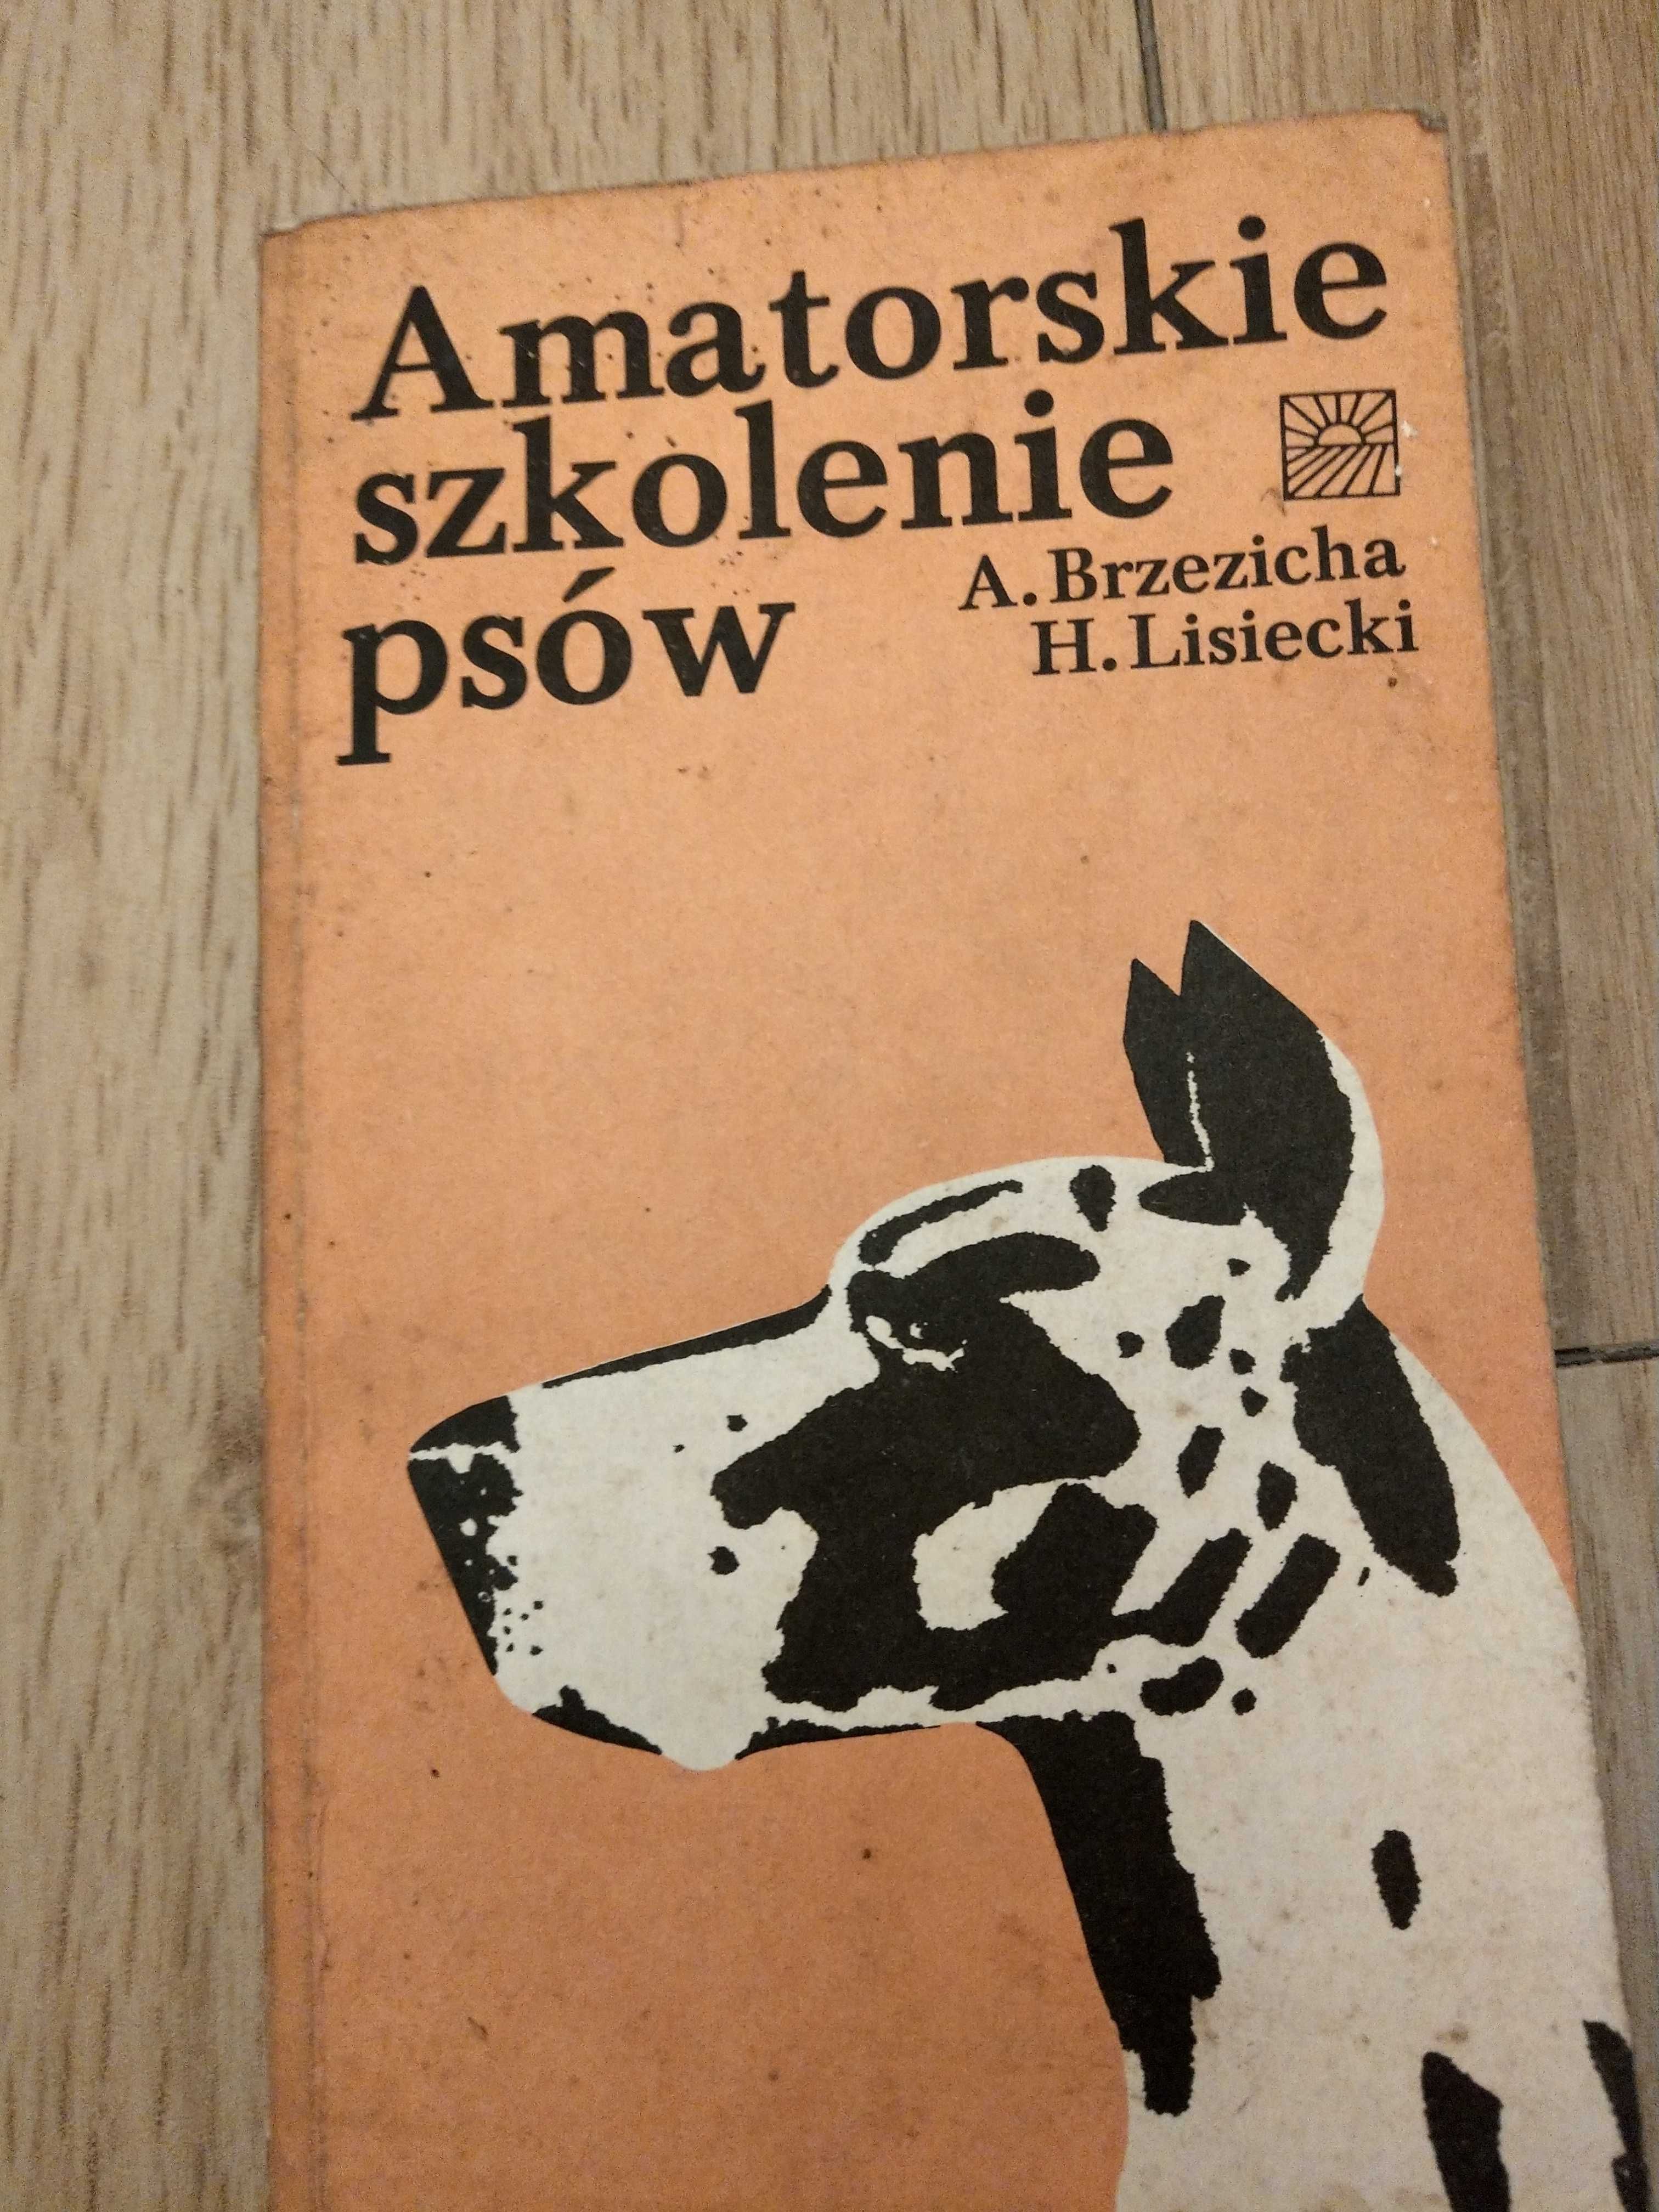 Amatorskie
szkolenie
psów
A. Brzezicha
H. Lisiecki